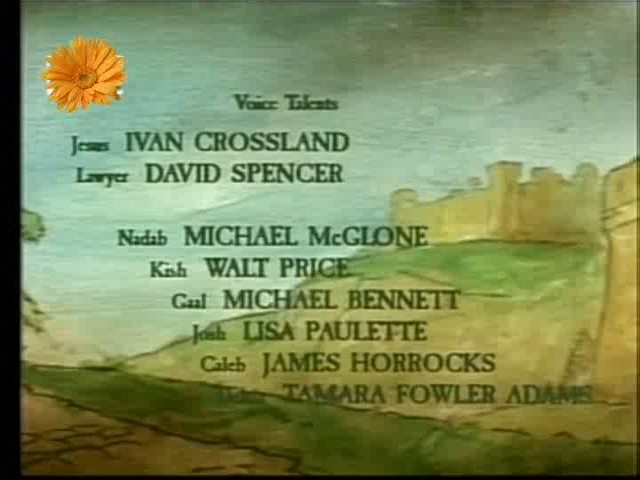 Voice Talents
Jesus IVAN CROSSLAND
Lawyer DAVID SPENCER
Nadab MICHAEL McGLONE
Kish WALT PRICE
Gaal MICHAEL BENNETT
Josh LISA PAULETTE
Caleb JAMES HORROCKS
TAMARA FOWLER ADAMS